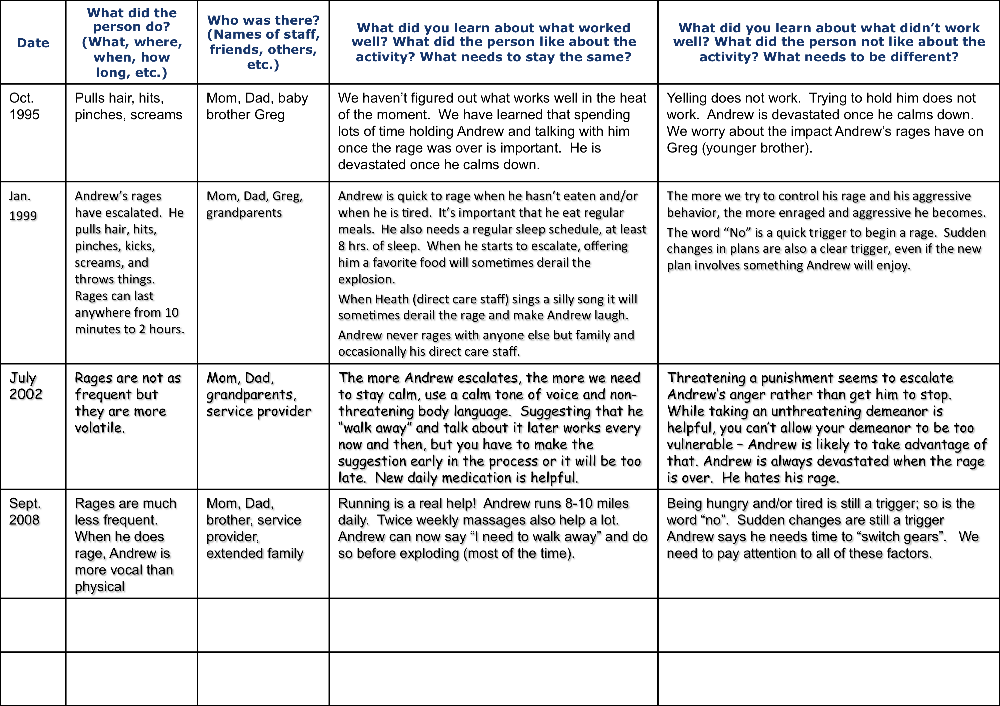 Date
What did the
person do?
(What, where,
when, how
long, etc.)
Who was there?
(Names of staff,
friends, others,
etc.)
What did you learn about what worked
well? What did the person like about the
activity? What needs to stay the same?
What did you learn about what didn’t work
well? What did the person not like about the
activity? What needs to be different?
Oct.
1995
Pulls hair, hits,
pinches, screams
Mom, Dad, baby
brother Greg
We haven’t figured out what works well in the heat
of the moment.  We have learned that spending
lots of time holding Andrew and talking with him
once the rage was over is important.  He is
devastated once he calms down.
Yelling does not work.  Trying to hold him does not
work.  Andrew is devastated once he calms down.
We worry about the impact Andrew’s rages have on
Greg (younger brother).
Jan.
1999
Andrew’s rages
have escalated.  He
pulls hair, hits,
pinches, kicks,
screams, and
throws things.
Rages can last
anywhere from 10
minutes to 2 hours.
Mom, Dad, Greg,
grandparents
Andrew is quick to rage when he hasn’t eaten and/or
when he is tired.  It’s important that he eat regular
meals.  He also needs a regular sleep schedule, at least
8 hrs. of sleep.  When he starts to escalate, offering
him a favorite food will sometimes derail the
explosion.
When Heath (direct care staff) sings a silly song it will
sometimes derail the rage and make Andrew laugh.
Andrew never rages with anyone else but family and
occasionally his direct care staff.
The more we try to control his rage and his aggressive
behavior, the more enraged and aggressive he becomes.
The word “No” is a quick trigger to begin a rage.  Sudden
changes in plans are also a clear trigger, even if the new
plan involves something Andrew will enjoy.
July
2002
Rages are not as
frequent but
they are more
volatile.
Mom, Dad,
grandparents,
service provider
The more Andrew escalates, the more we need
to stay calm, use a calm tone of voice and non-
threatening body language.  Suggesting that he
“walk away” and talk about it later works every
now and then, but you have to make the
suggestion early in the process or it will be too
late.  New daily medication is helpful.
Threatening a punishment seems to escalate
Andrew’s anger rather than get him to stop.
While taking an unthreatening demeanor is
helpful, you can’t allow your demeanor to be too
vulnerable – Andrew is likely to take advantage of
that. Andrew is always devastated when the rage
is over.  He hates his rage.
Sept.
2008
Rages are much
less frequent.
When he does
rage, Andrew is
more vocal than
physical
Mom, Dad,
brother, service
provider,
extended family
Running is a real help!  Andrew runs 8-10 miles
daily.  Twice weekly massages also help a lot.
Andrew can now say “I need to walk away” and do
so before exploding (most of the time).
Being hungry and/or tired is still a trigger; so is the
word “no”.  Sudden changes are still a trigger
Andrew says he needs time to “switch gears”.   We
need to pay attention to all of these factors.